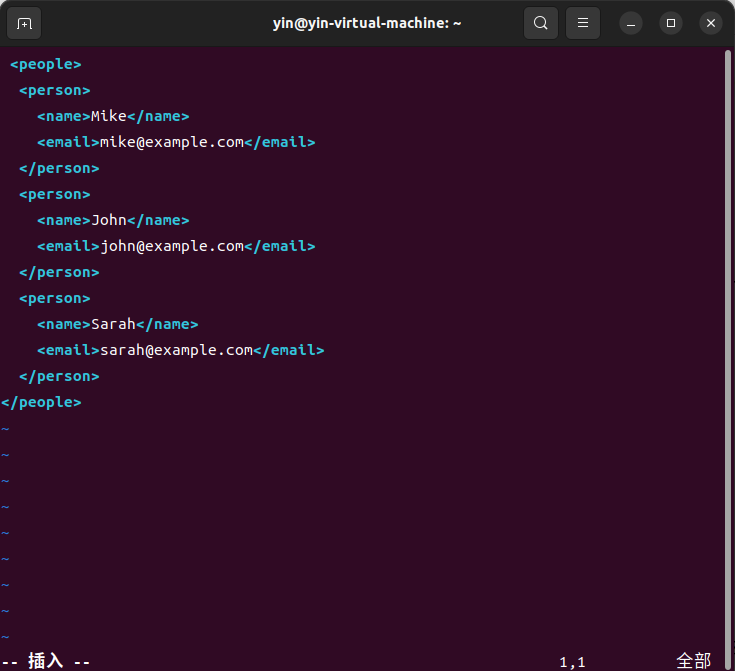 yin@yin-virtual-machine: ~
 <people>
  <person>
    <name>Mike</name>
    <email>mike@example.com</email>
  </person>
  <person>
    <name>John</name>
    <email>john@example.com</email>
  </person>
  <person>
    <name>Sarah</name>
    <email>sarah@example.com</email>
  </person>
</people>
~
~
~
~
~
~
~
~
~
-- 插入 -- 1,1 全部